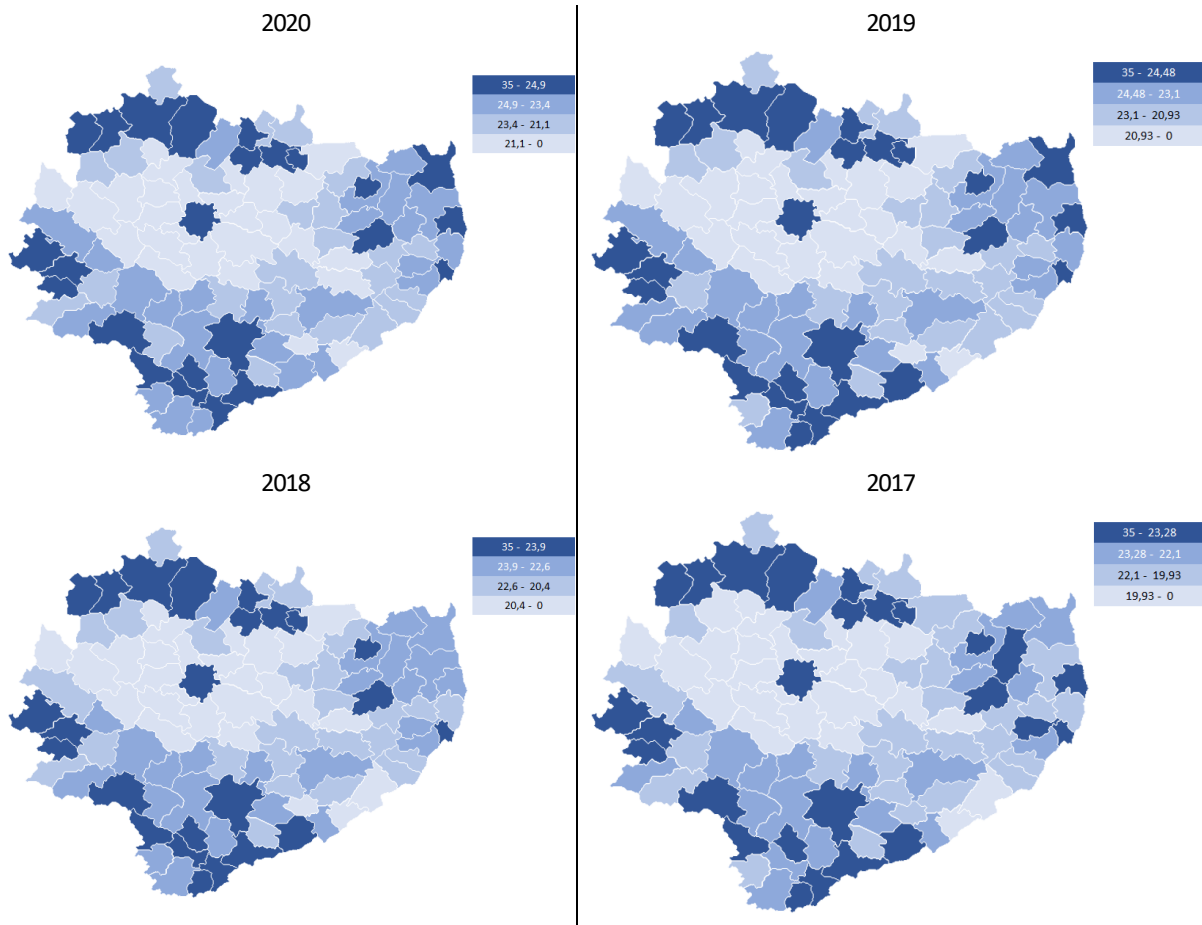 2020
35 - 24,9
24,9 - 23,4
23,4 - 21,1
21,1 - 0
2019
35 - 24,48
24,48 - 23,1
23,1 - 20,93
20,93 - 0
2018
35 - 23,9
23,9 - 22,6
22,6 - 20,4
20,4 - 0
2017
35 - 23,28
23,28 - 22,1
22,1 - 19,93
19,93 - 0